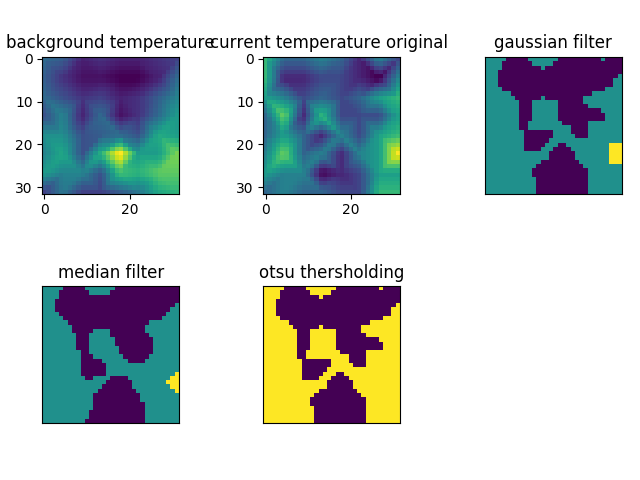 background temperature
current temperature original
gaussian filter
0
10
20
30
0
20
0
10
20
30
0
20
median filter
otsu thersholding